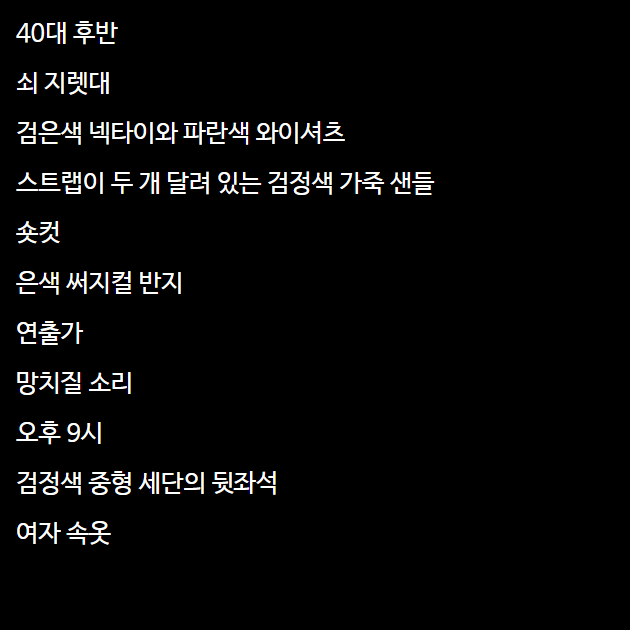 40대 후반
쇠 지렛대
검은색 넥타이와 파란색 와이셔츠
스트랩이 두 개 달려 있는 검정색 가죽 샌들
숏컷
은색 써지컬 반지
연출가
망치질 소리
오후 9시
검정색 중형 세단의 뒷좌석
여자 속옷